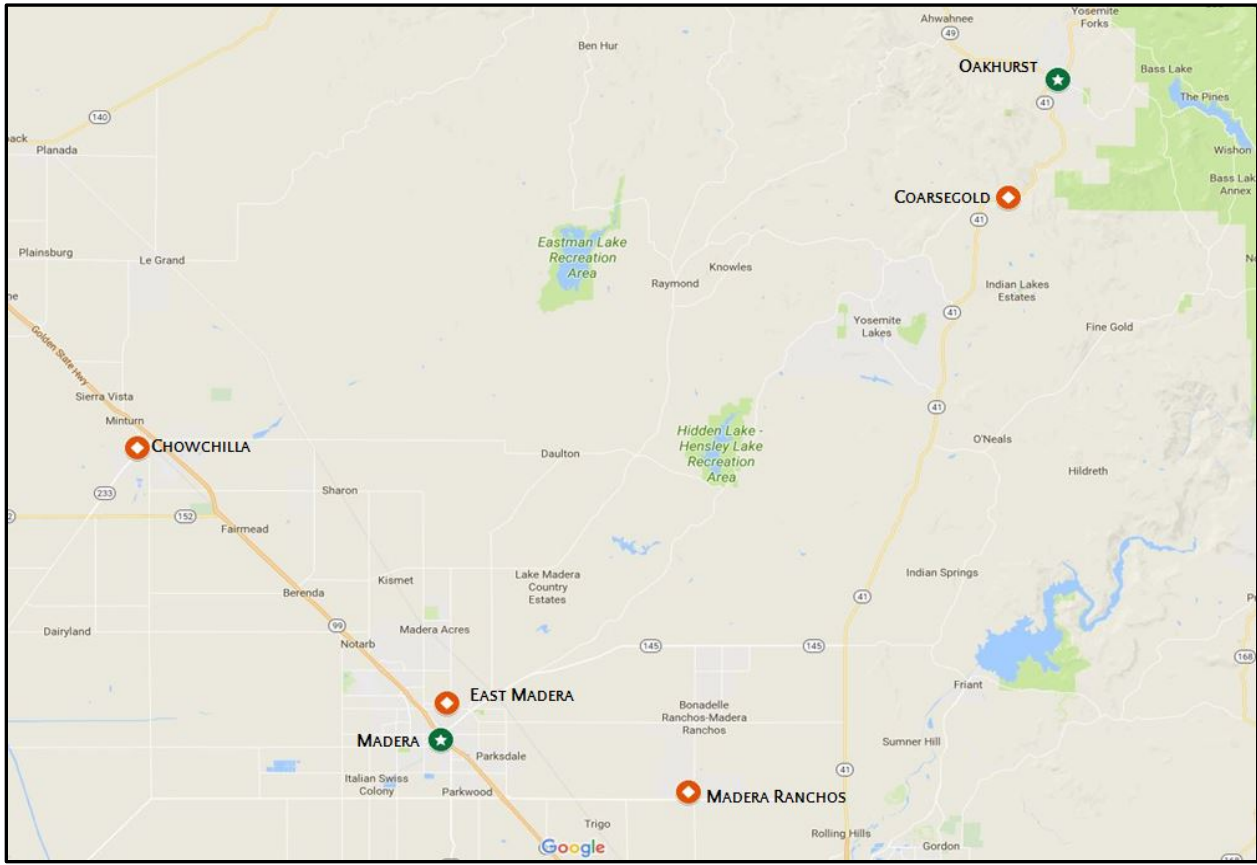 Ahwahnee
Yosemite
Forks
49
Ben Hur
OAKHURST
Bass Lake
41
The Pines
140
Planada
Wishon
COARSEGOLD
Bass Lak
Annex
41
Eastman Lake
Recreation
Area
Plainsburg
Le Grand
Knowles
Raymond
Indian Lakes
Estates
41
Yosemite
Lakes
Fine Gold
Golden State Hwy
Sierra Vista
Minturn
41
CHOWCHILLA
Hidden Lake -
Hensley Lake
Recreation
Area
Daulton
O'Neals
Hildreth
Sharon
233
152
Fairmead
Indian Springs
Lake Madera
Country
Estates
Kismet
Berenda
41
99
Madera Acres
Dairyland
Notarb
145
145
168
Friant
EAST MADERA
Bonadelle
Ranchos-Madera
Ranchos
MADERA
Parksdale
Sumner Hill
41
Italian Swiss
Colony
Parkwood
MADERA RANCHOS
Trigo
Rolling Hills
Google
Gordon